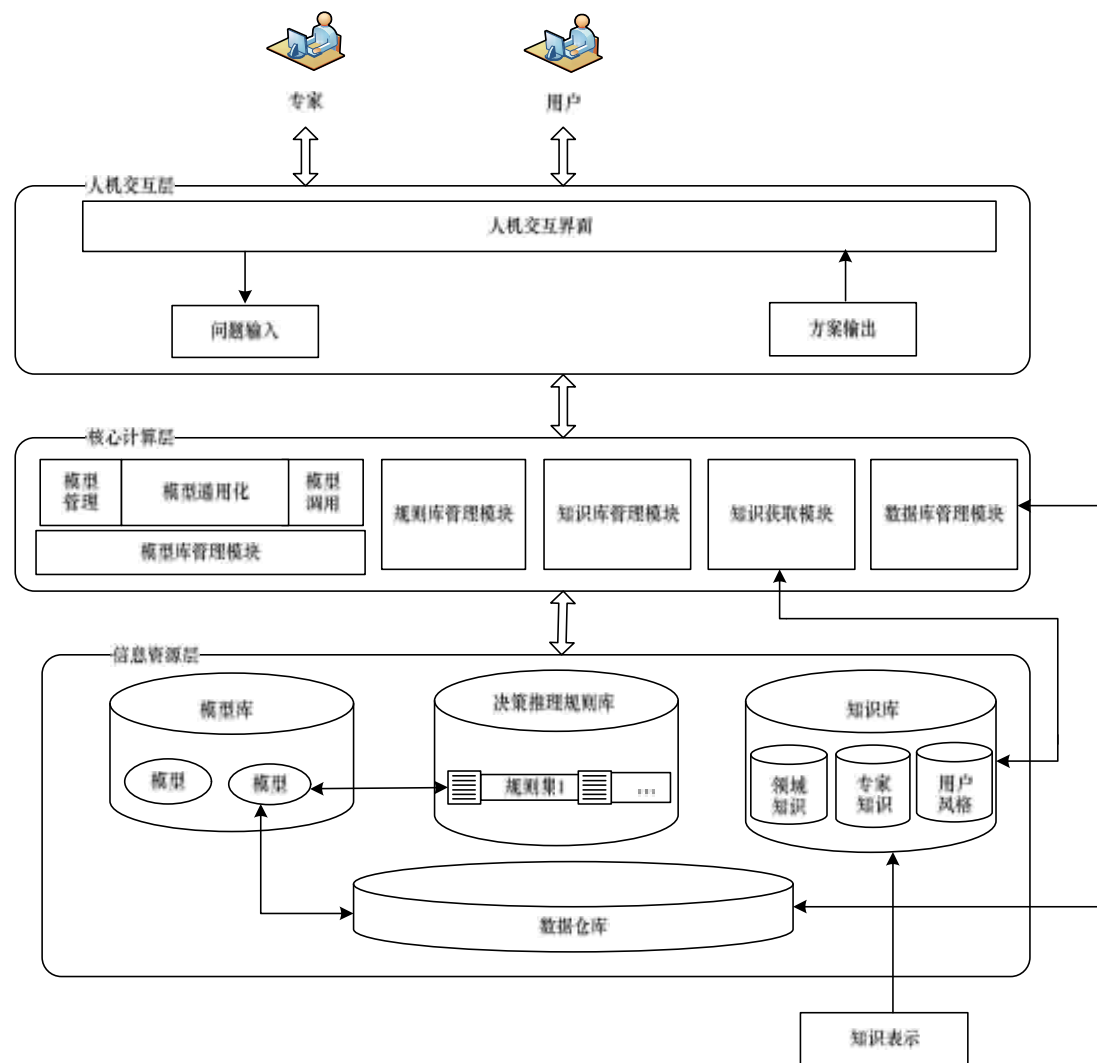 专家
用户
人机交互层
人机交互界面
问题输入
方案输出
核心计算层
模型
管理
模型通用化
模型
调用
模型库管理模块
规则库管理模块
知识库管理模块
知识获取模块
数据库管理模块
信息资源层
模型库
模型
模型
决策推理规则库
规则集1
...
知识库
领域
知识
专家
知识
用户
风格
数据仓库
知识表示